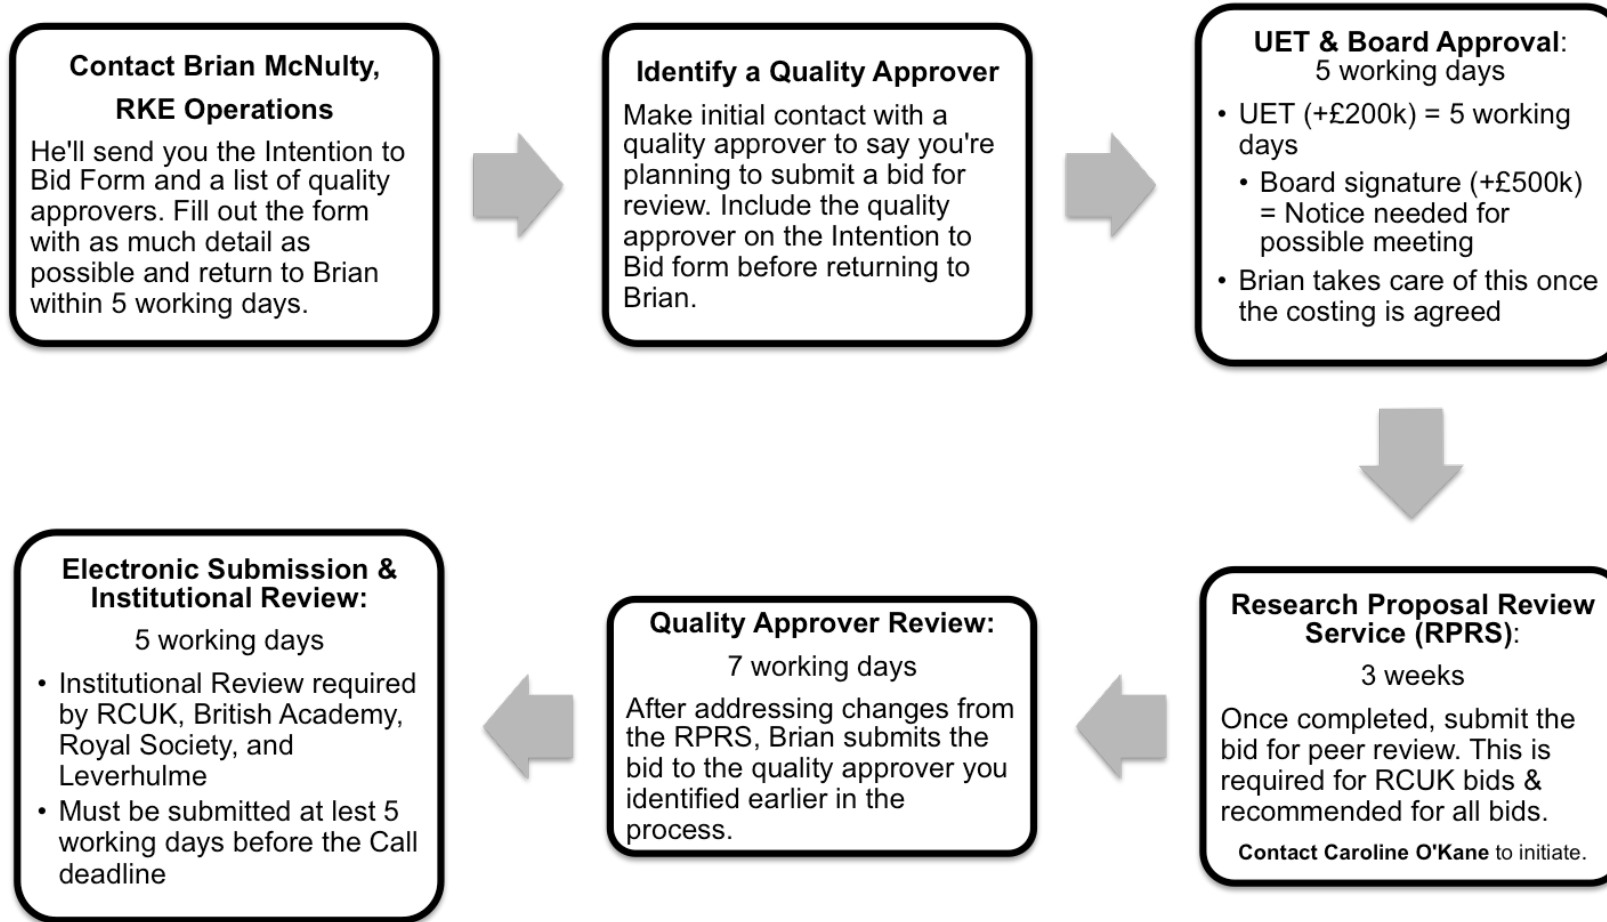 Contact Brian McNulty,
RKE Operations
He'll send you the Intention to
Bid Form and a list of quality
approvers. Fill out the form
with as much detail as
possible and return to Brian
within 5 working days.
Identify a Quality Approver
Make initial contact with a
quality approver to say you're
planning to submit a bid for
review. Include the quality
approver on the Intention to
Bid form before returning to
Brian.
UET & Board Approval:
5 working days
• UET (+£200k) = 5 working
days
• Board signature (+£500k)
= Notice needed for
possible meeting
• Brian takes care of this once
the costing is agreed
Research Proposal Review
Service (RPRS):
3 weeks
Once completed, submit the
bid for peer review. This is
required for RCUK bids &
recommended for all bids.
Contact Caroline O'Kane to initiate.
Quality Approver Review:
7 working days
After addressing changes from
the RPRS, Brian submits the
bid to the quality approver you
identified earlier in the
process.
Electronic Submission &
Institutional Review:
5 working days
• Institutional Review required
by RCUK, British Academy,
Royal Society, and
Leverhulme
• Must be submitted at lest 5
working days before the Call
deadline